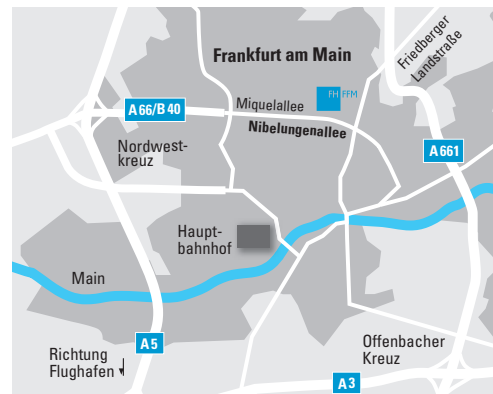 Frankfurt am Main
Friedberger
Landstraße
FH FFM
A66/B 40
Miquelallee
Nibelungenallee
Nordwest-
kreuz
A661
Haupt-
bahnhof
Main
A5
Richtung
Flughafen
Offenbacher
Kreuz
A3